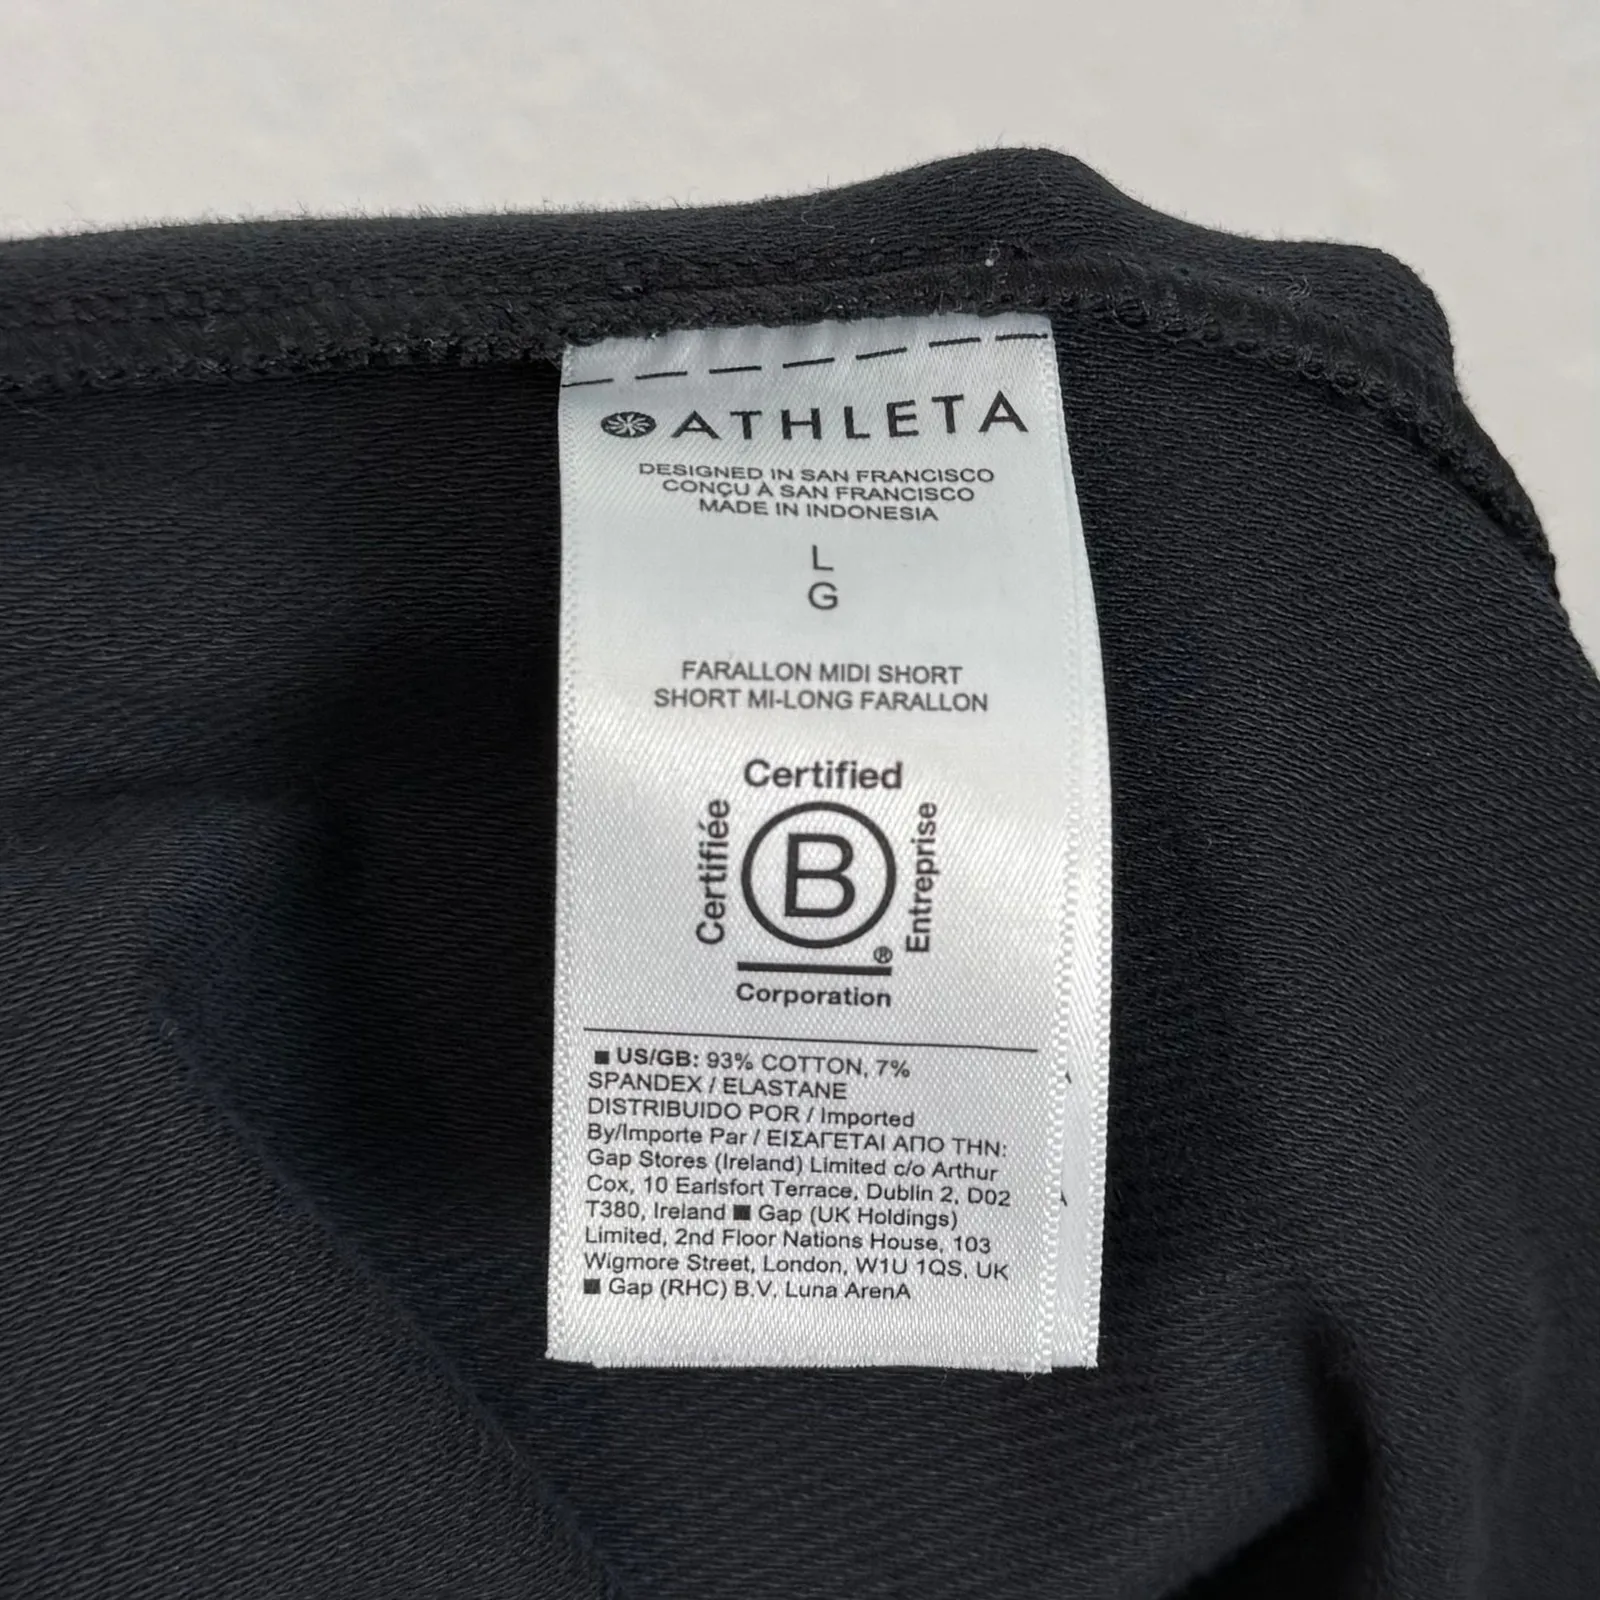 ATHLETA
DESIGNED IN SAN FRANCISCO
CONÇU À SAN FRANCISCO
MADE IN INDONESIA
L
G
FARALLON MIDI SHORT
SHORT MI-LONG FARALLON
Certified
Certifiée
B
Entreprise
®
Corporation
■ US/GB: 93% COTTON, 7%
SPANDEX / ELASTANE
DISTRIBUIDO POR / Imported
By/Importe Par / ΕΙΣΑΓΕΤΑΙ ΑΠΟ ΤΗΝ:
Gap Stores (Ireland) Limited c/o Arthur
Cox, 10 Earlsfort Terrace, Dublin 2, D02
T380, Ireland ■ Gap (UK Holdings)
Limited, 2nd Floor Nations House, 103
Wigmore Street, London, W1U 1QS, UK
■ Gap (RHC) B.V. Luna ArenA